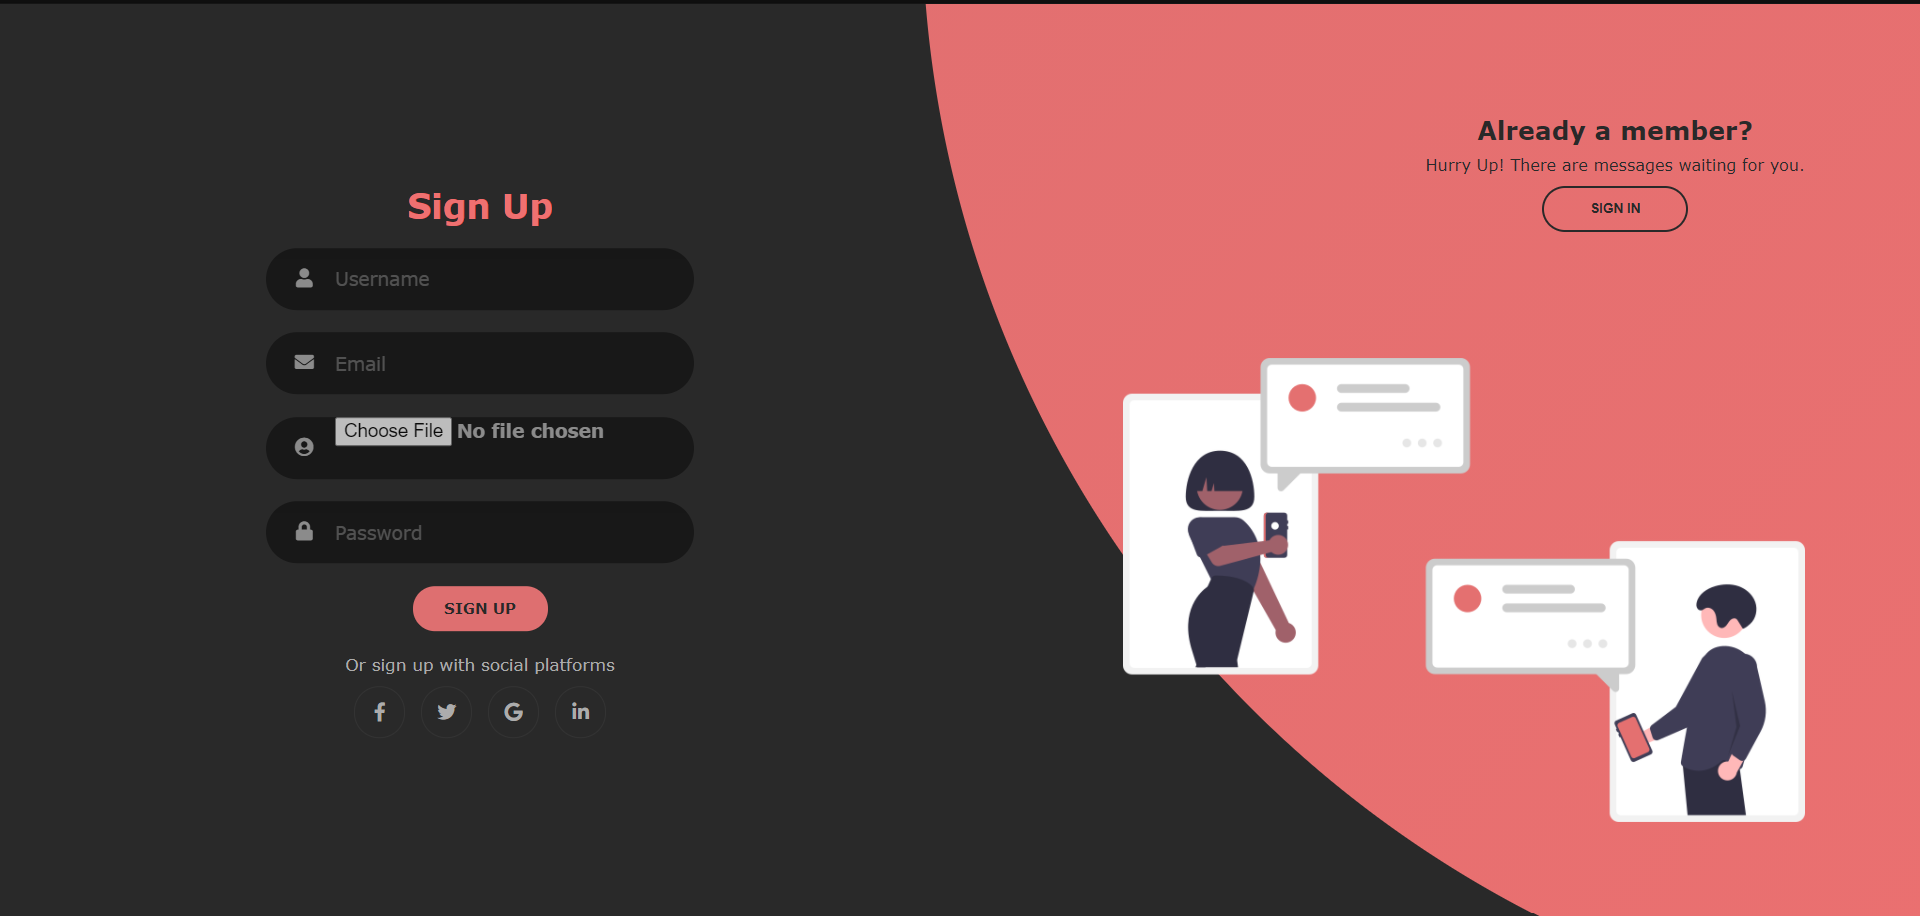 Sign Up
Username
Email
Choose File No file chosen
Password
SIGN UP
Or sign up with social platforms
Already a member?
Hurry Up! There are messages waiting for you.
SIGN IN